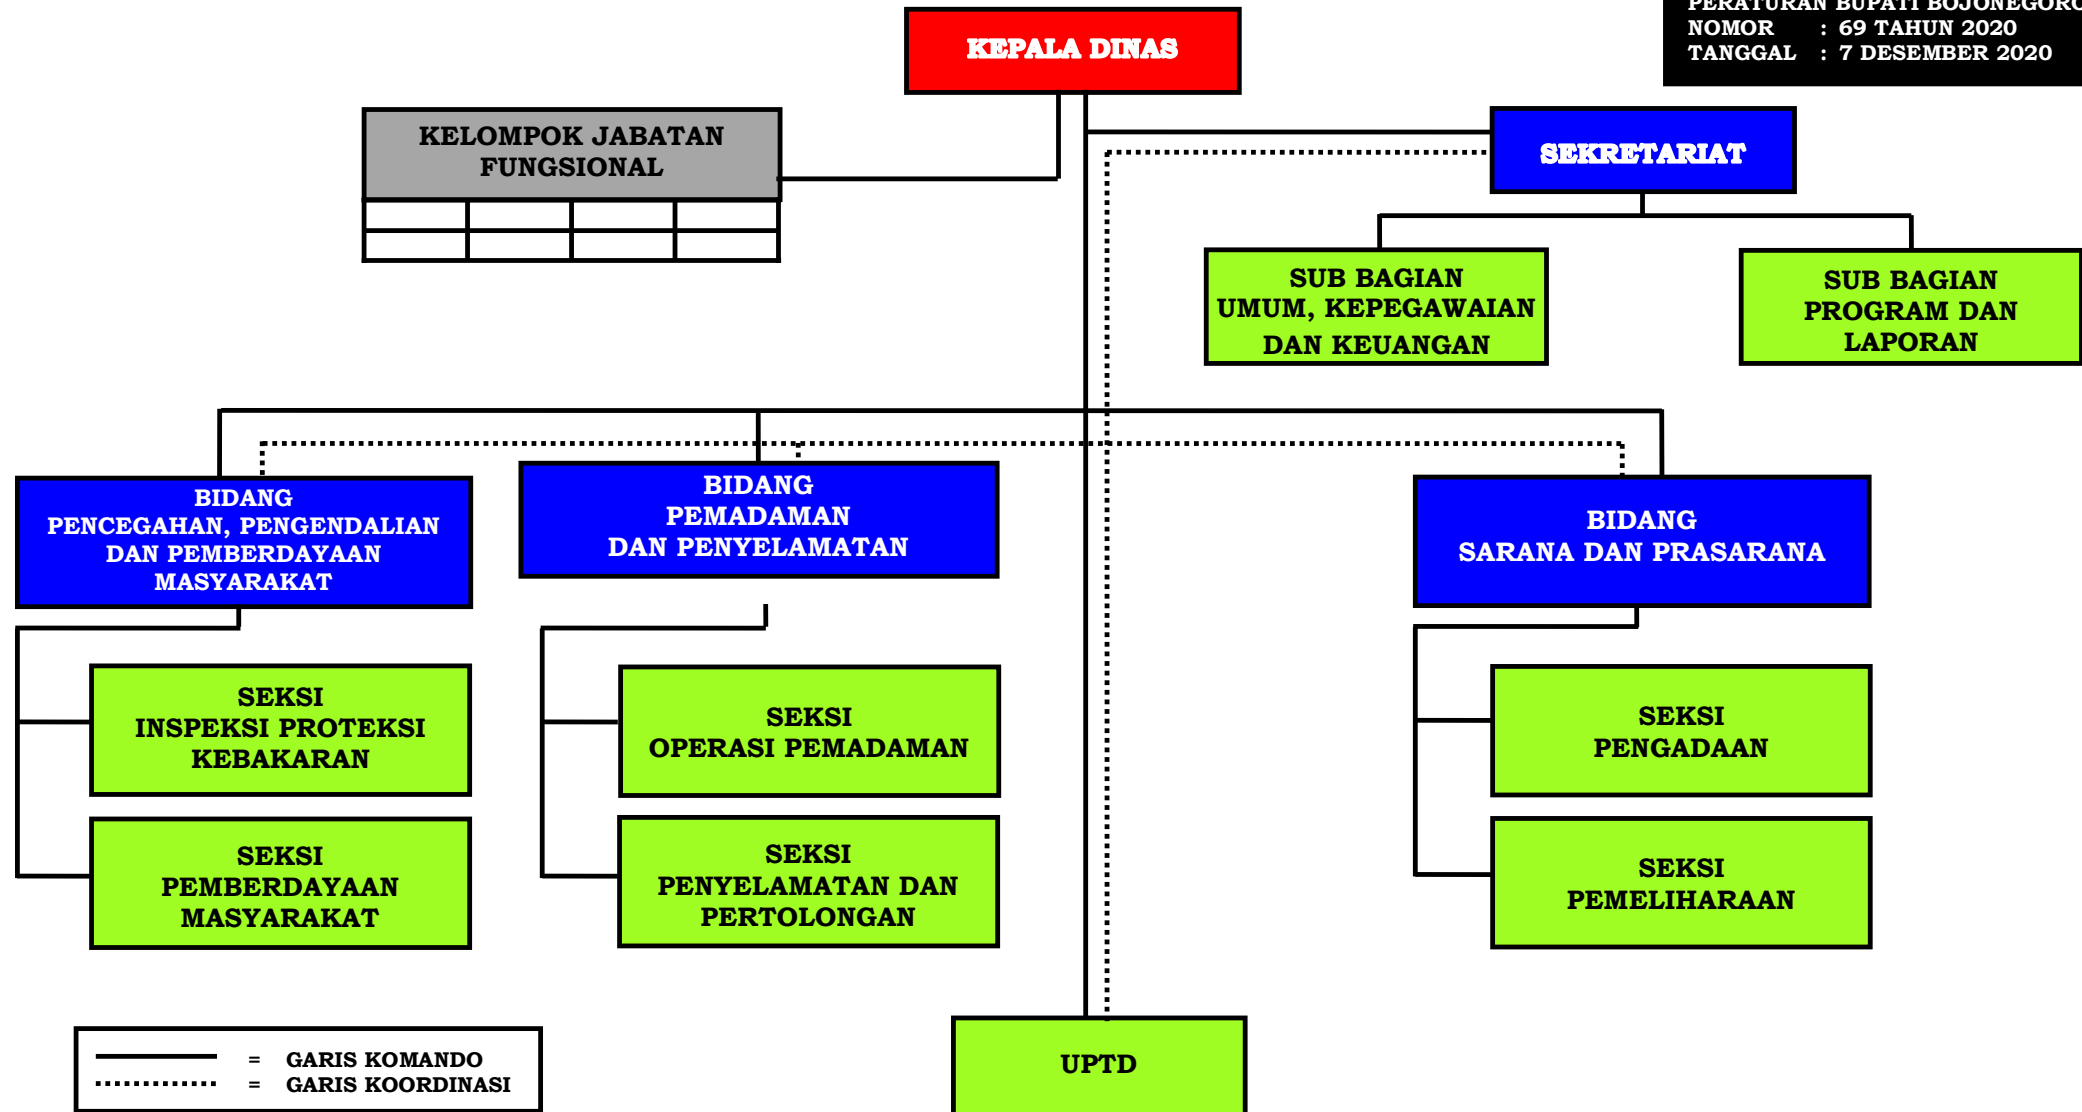 PERATURAN BUPATI BOJONEGORO
NOMOR : 69 TAHUN 2020
TANGGAL : 7 DESEMBER 2020
KEPALA DINAS
KELOMPOK JABATAN
FUNGSIONAL
SEKRETARIAT
SUB BAGIAN
UMUM, KEPEGAWAIAN
DAN KEUANGAN
SUB BAGIAN
PROGRAM DAN
LAPORAN
BIDANG
PENCEGAHAN, PENGENDALIAN
DAN PEMBERDAYAAN
MASYARAKAT
BIDANG
PEMADAMAN
DAN PENYELAMATAN
BIDANG
SARANA DAN PRASARANA
SEKSI
INSPEKSI PROTEKSI
KEBAKARAN
SEKSI
OPERASI PEMADAMAN
SEKSI
PENGADAAN
SEKSI
PEMBERDAYAAN
MASYARAKAT
SEKSI
PENYELAMATAN DAN
PERTOLONGAN
SEKSI
PEMELIHARAAN
= GARIS KOMANDO
= GARIS KOORDINASI
UPTD